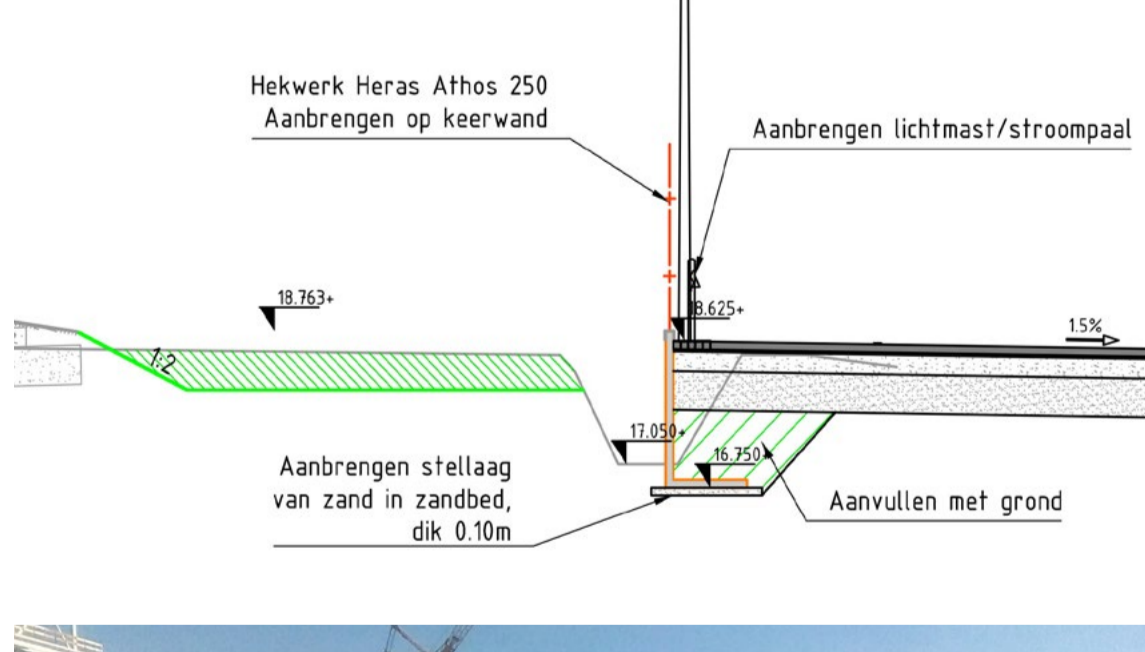 Hekwerk Heras Athos 250
Aanbrengen op keerwand
Aanbrengen lichtmast/stroompaal
18.763+
18.625+
1.5%
1:2
17.050+
16.750+
Aanbrengen stellaag
van zand in zandbed,
dik 0.10m
Aanvullen met grond